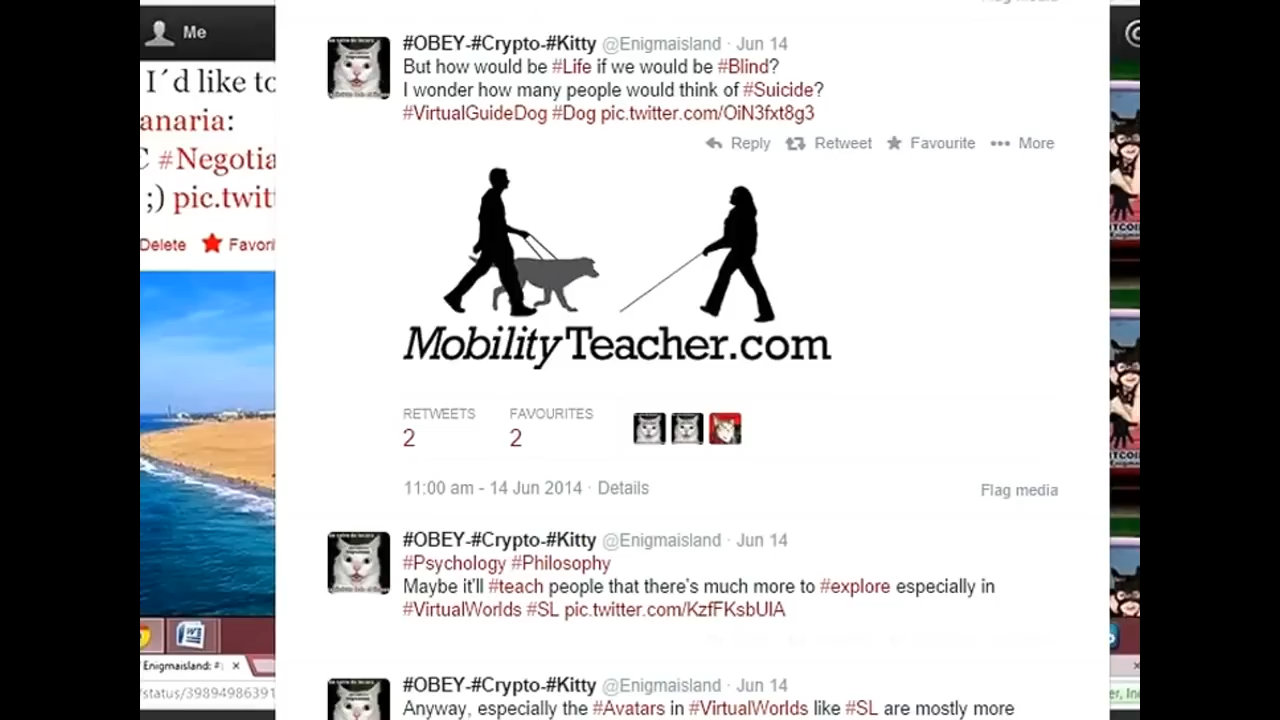 Flag media
Me
I´d like to
anaria:
C #Negotia
;) pic.twit
Delete Favori
#OBEY-#Crypto-#Kitty @Enigmaisland · Jun 14
But how would be #Life if we would be #Blind?
I wonder how many people would think of #Suicide?
#VirtualGuideDog #Dog pic.twitter.com/OiN3fxt8g3
Reply Retweet Favourite More
MobilityTeacher.com
RETWEETS FAVOURITES
2 2
11:00 am - 14 Jun 2014 · Details Flag media
#OBEY-#Crypto-#Kitty @Enigmaisland · Jun 14
#Psychology #Philosophy
Maybe it'll #teach people that there's much more to #explore especially in
#VirtualWorlds #SL pic.twitter.com/KzfFKsbUIA
#OBEY-#Crypto-#Kitty @Enigmaisland · Jun 14
Anyway, especially the #Avatars in #VirtualWorlds like #SL are mostly more
Enigmaisland: #
/status/39894986391